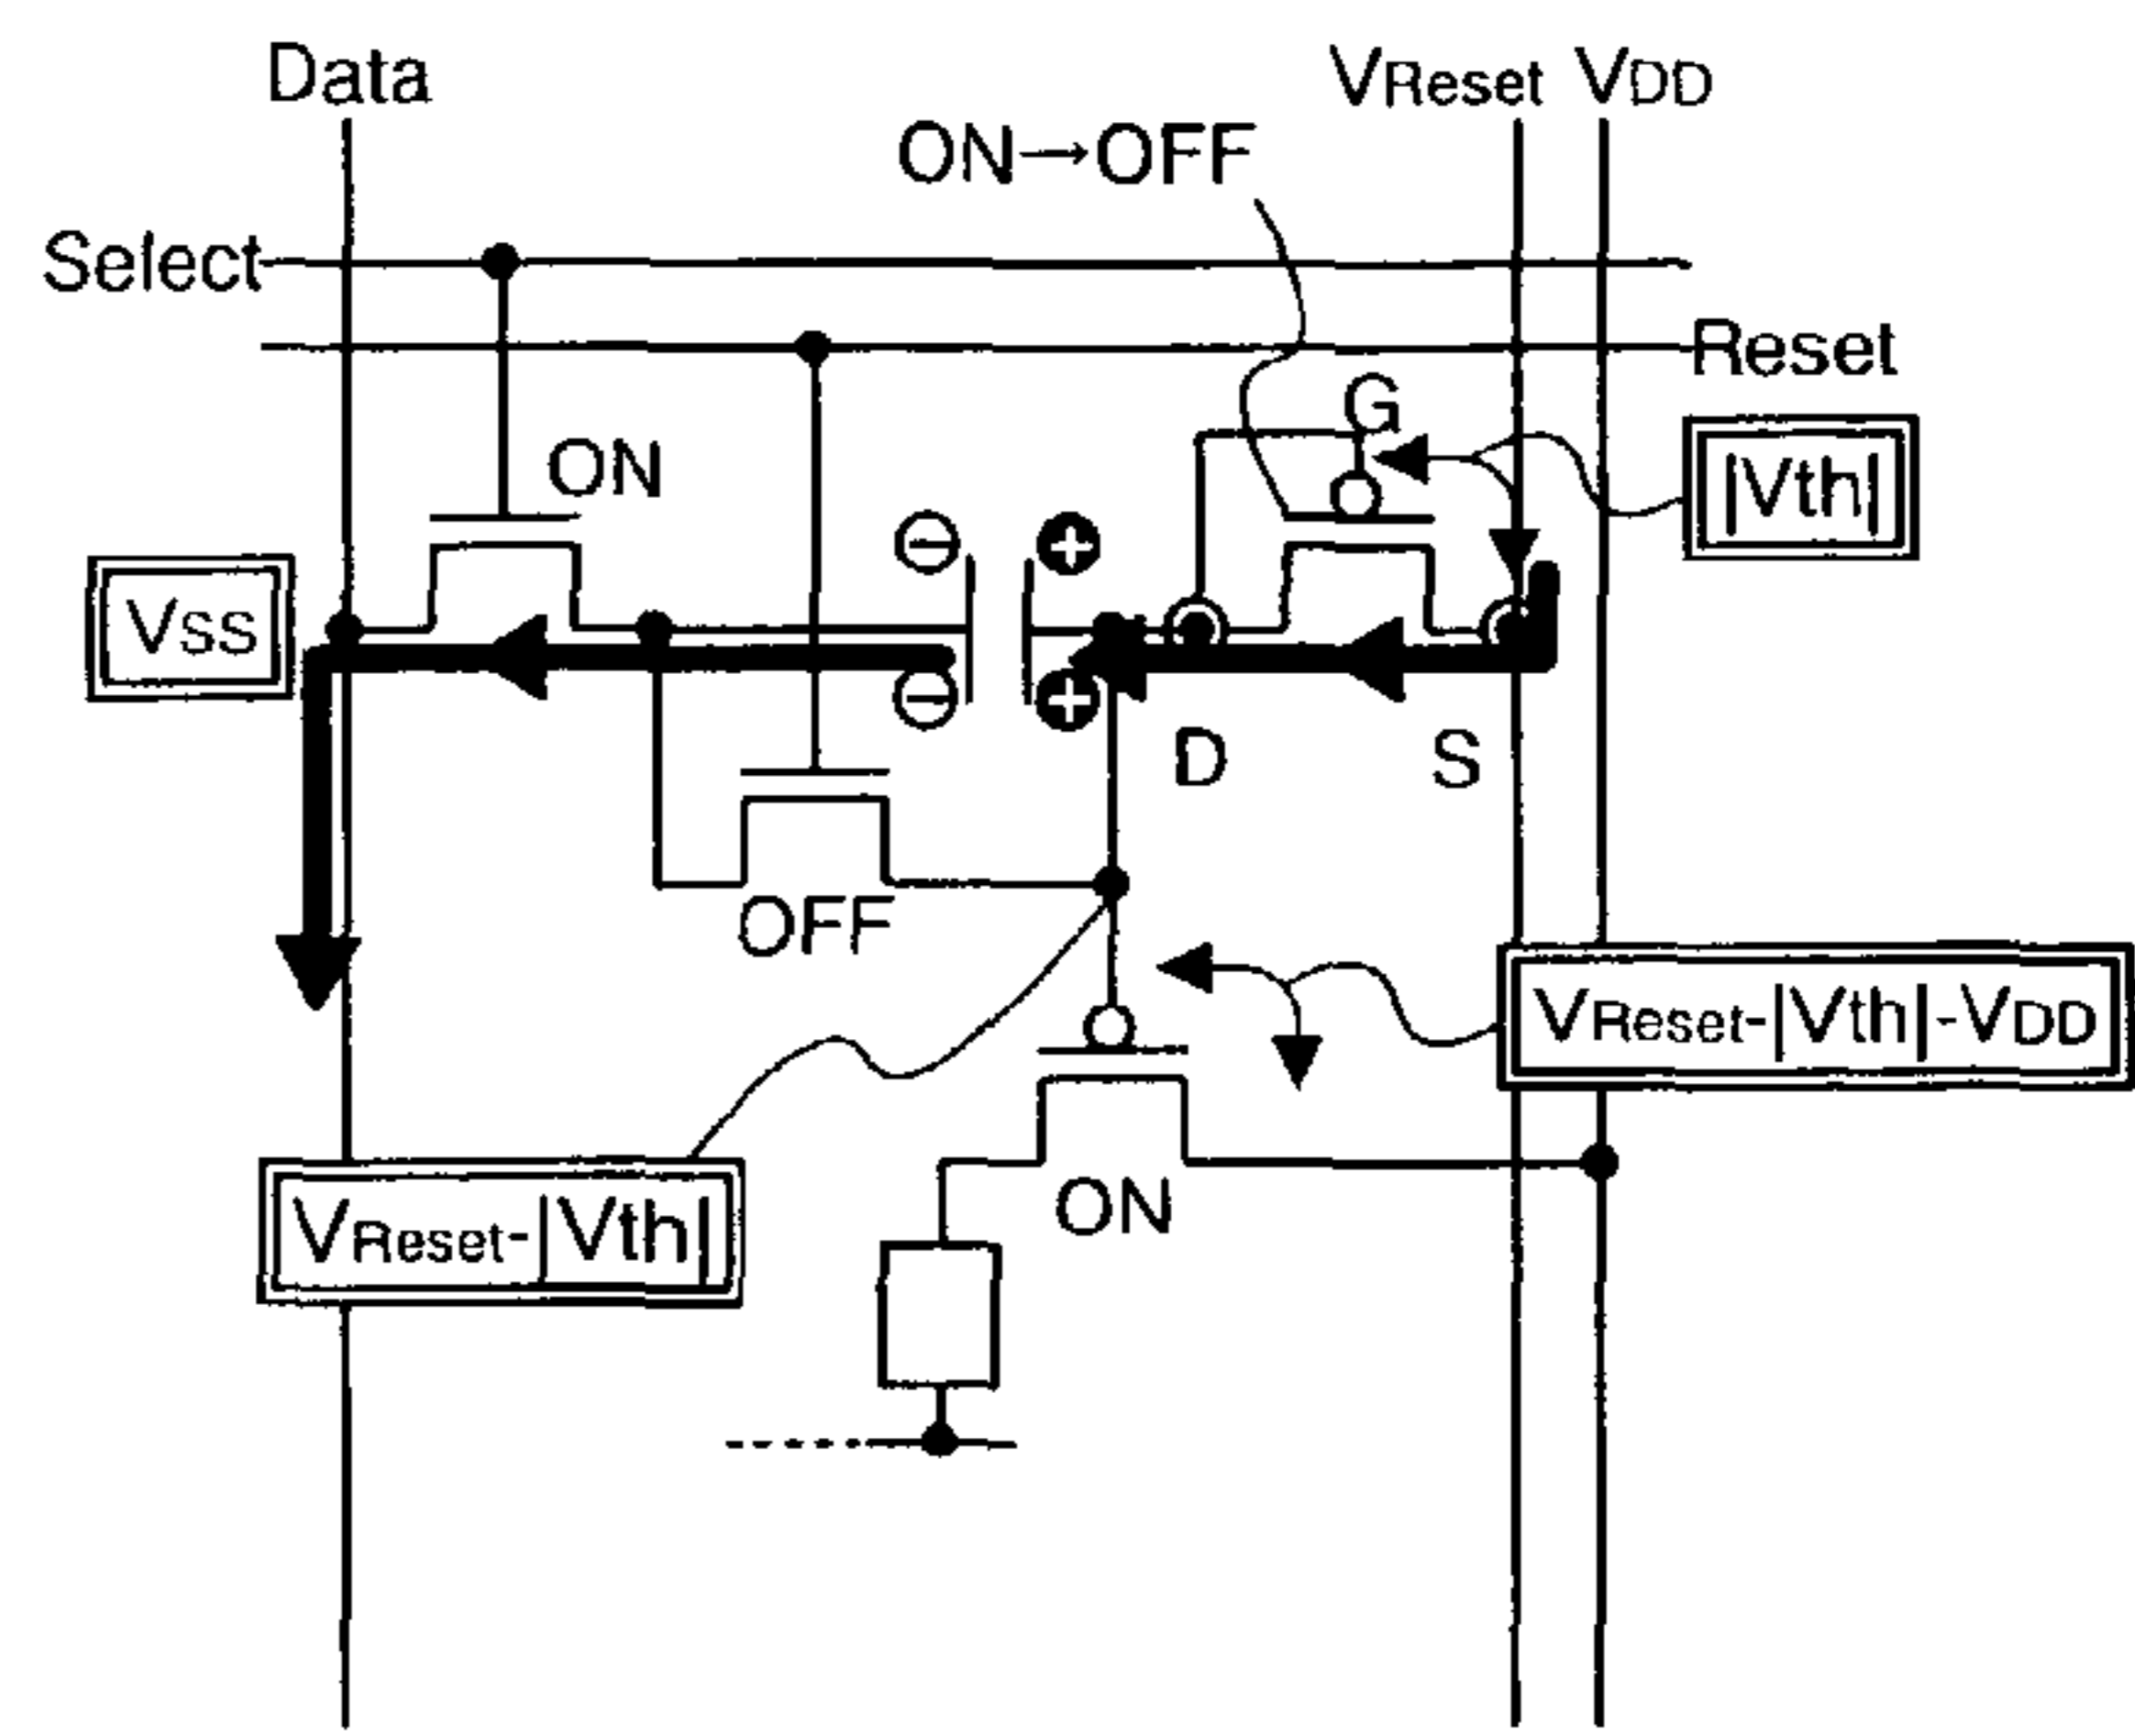 Data
VReset VDD
ON→OFF
Select
Reset
G
ON
|Vth|
⊖ ⊕
VSS
⊖ ⊕
D
S
OFF
VReset-|Vth|-VDD
ON
VReset-|Vth|